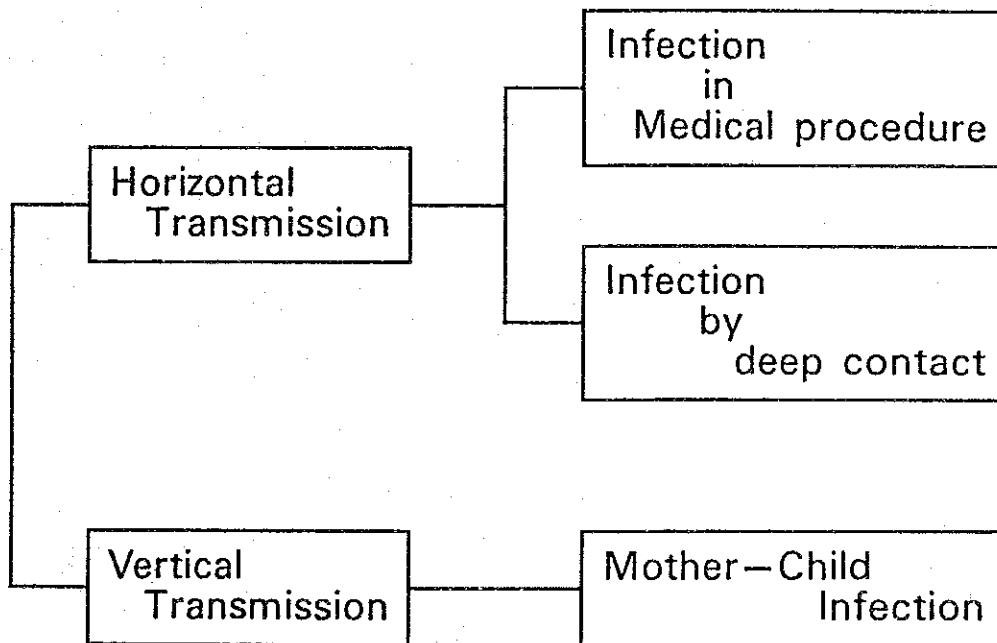 Infection
in
Medical procedure
Horizontal
Transmission
Infection
by
deep contact
Vertical
Transmission
Mother–Child
Infection